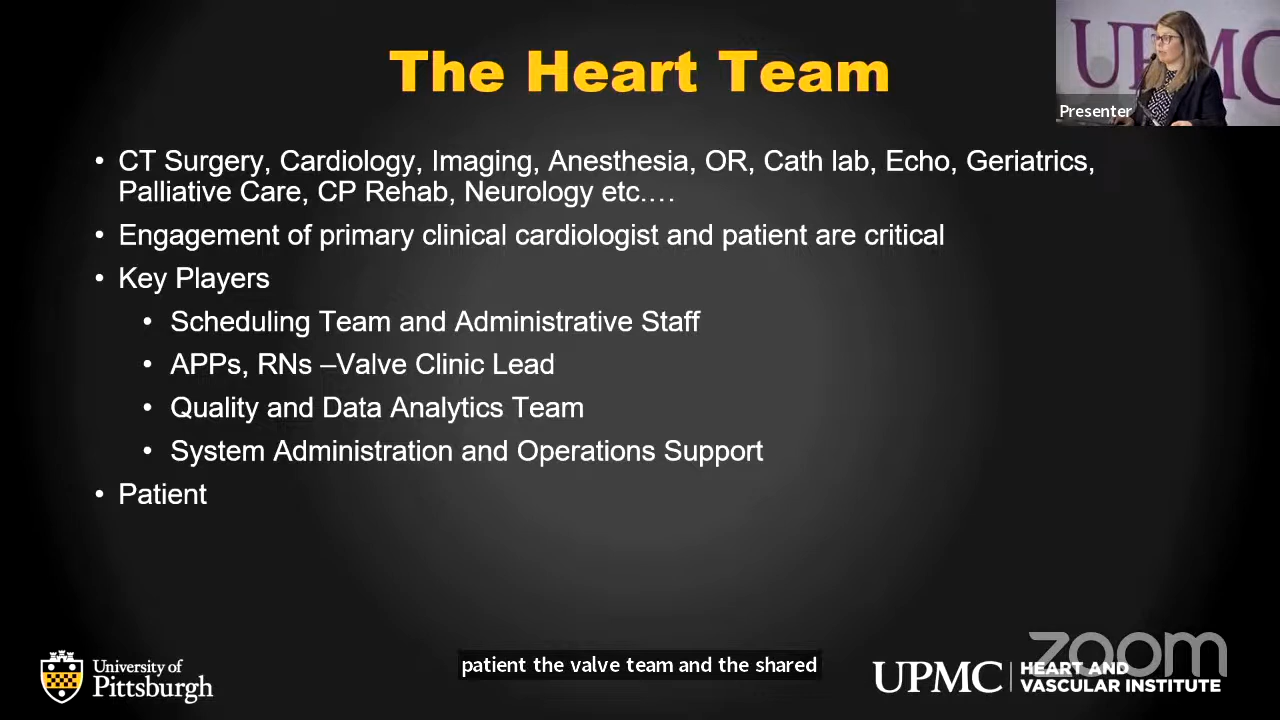 The Heart Team
UPMC
Presenter
• CT Surgery, Cardiology, Imaging, Anesthesia, OR, Cath lab, Echo, Geriatrics,
Palliative Care, CP Rehab, Neurology etc.…
• Engagement of primary clinical cardiologist and patient are critical
• Key Players
• Scheduling Team and Administrative Staff
• APPs, RNs –Valve Clinic Lead
• Quality and Data Analytics Team
• System Administration and Operations Support
• Patient
University of
Pittsburgh
patient the valve team and the shared
zoom
UPMC
HEART AND
VASCULAR INSTITUTE